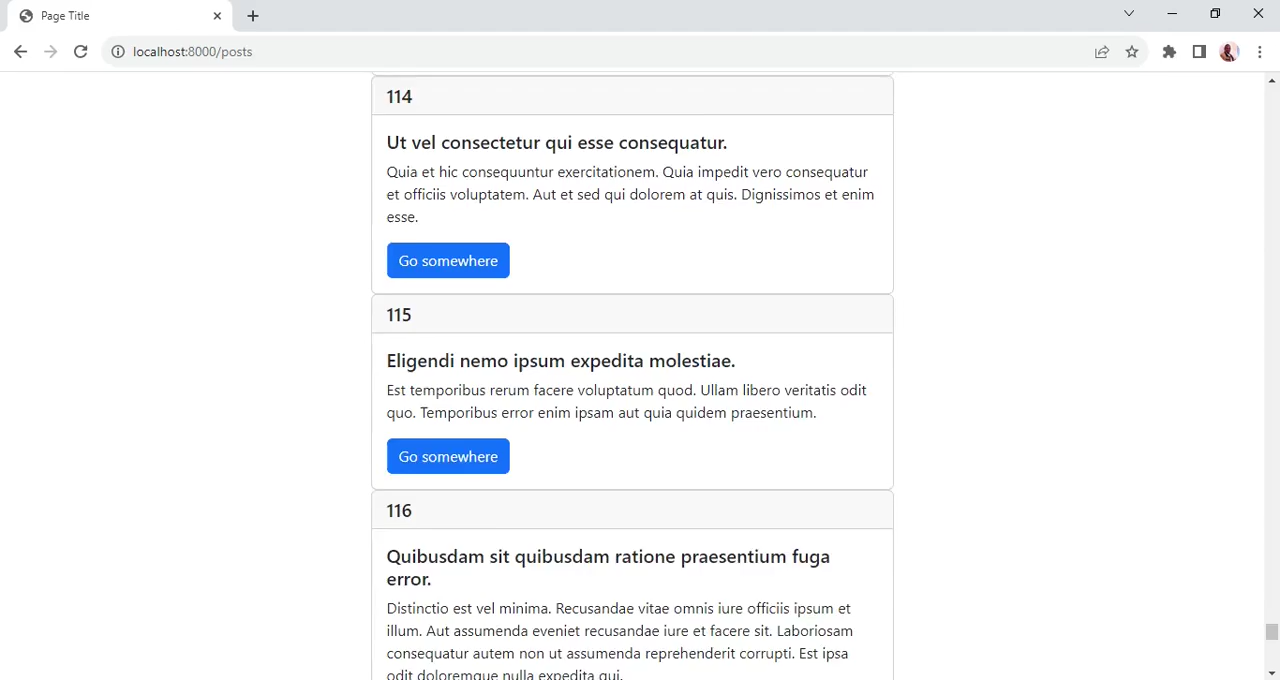 Page Title
localhost:8000/posts
114
Ut vel consectetur qui esse consequatur.
Quia et hic consequuntur exercitationem. Quia impedit vero consequatur
et officiis voluptatem. Aut et sed qui dolorem at quis. Dignissimos et enim
esse.
Go somewhere
115
Eligendi nemo ipsum expedita molestiae.
Est temporibus rerum facere voluptatum quod. Ullam libero veritatis odit
quo. Temporibus error enim ipsam aut quia quidem praesentium.
Go somewhere
116
Quibusdam sit quibusdam ratione praesentium fuga
error.
Distinctio est vel minima. Recusandae vitae omnis iure officiis ipsum et
illum. Aut assumenda eveniet recusandae iure et facere sit. Laboriosam
consequatur autem non ut assumenda reprehenderit corrupti. Est ipsa
odit doloremque nulla expedita qui.